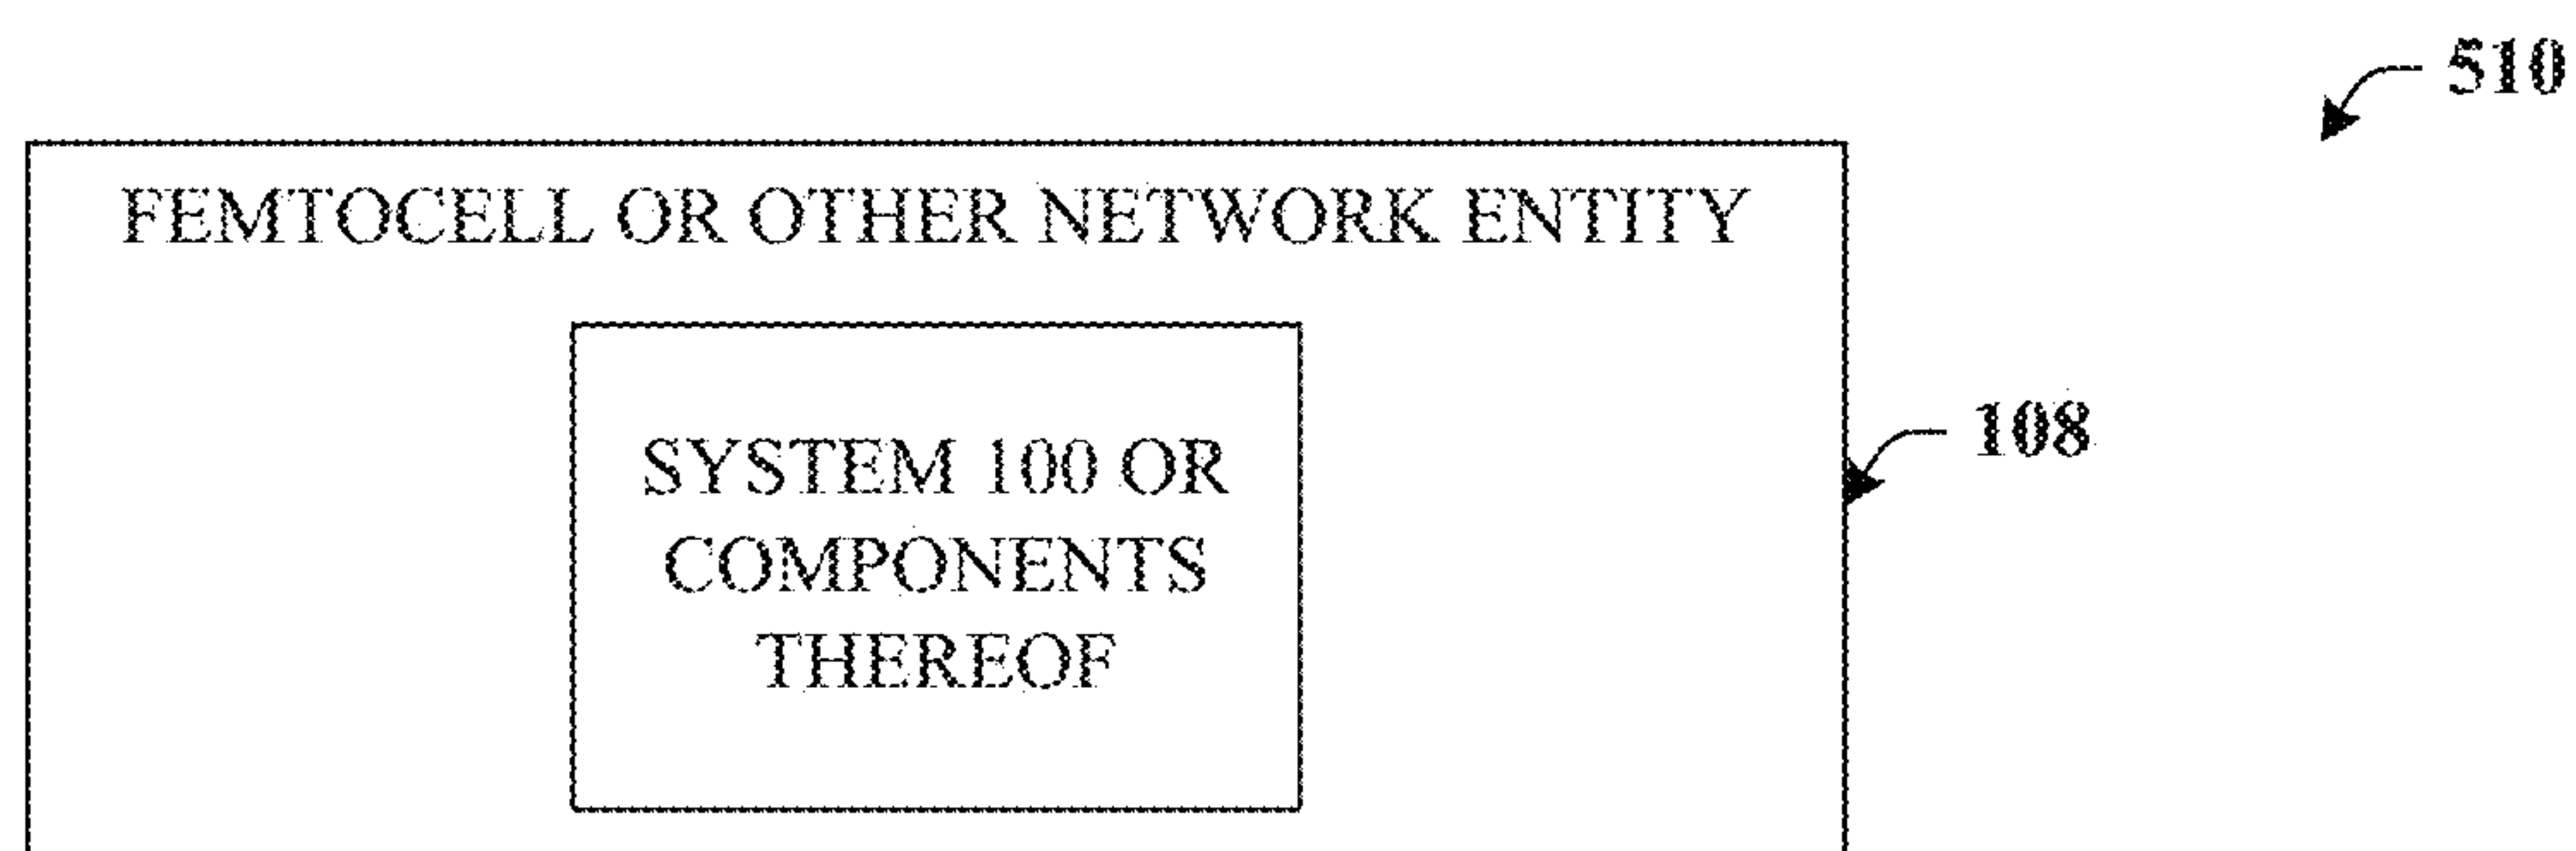 510
FEMTOCELL OR OTHER NETWORK ENTITY
108
SYSTEM 100 OR
COMPONENTS
THEREOF